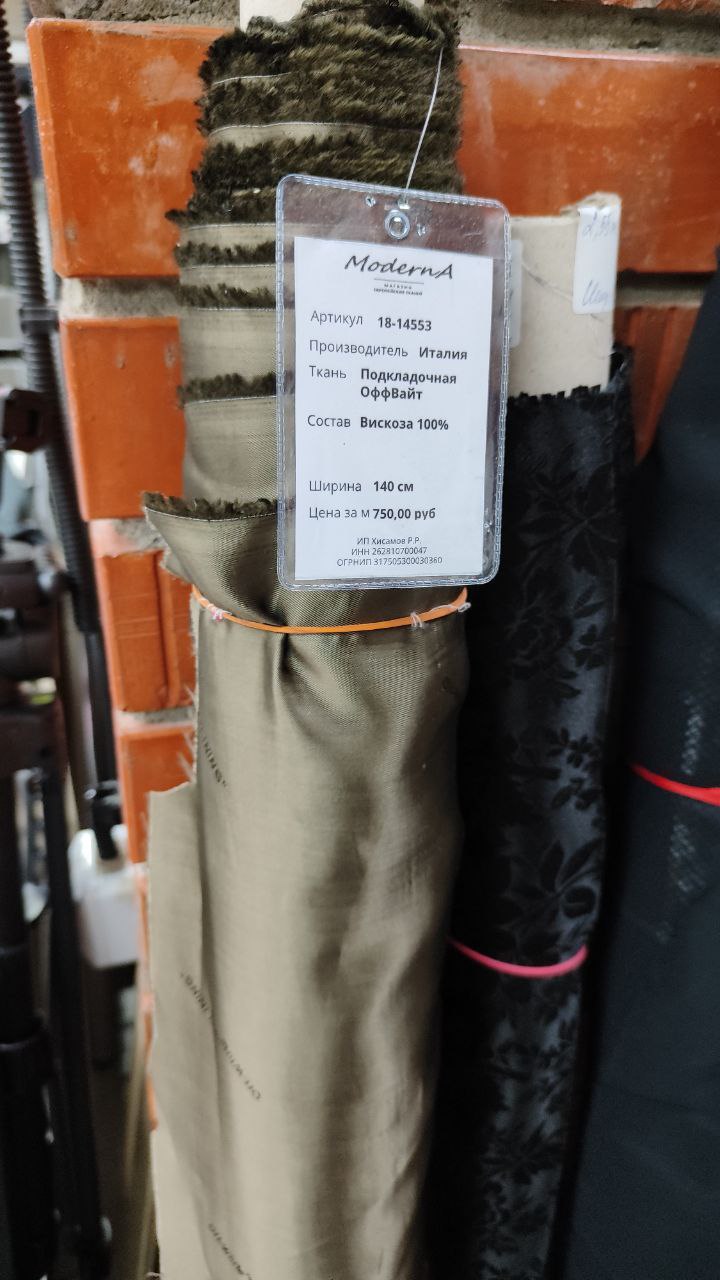 ModernA
МАГАЗИН
ЕВРОПЕЙСКИХ ТКАНЕЙ
Артикул 18-14553
Производитель Италия
Ткань Подкладочная
ОффВайт
Состав Вискоза 100%
Ширина 140 см
Цена за м 750,00 руб
ИП Хисамов Р.Р.
ИНН 262810700047
ОГРНИП 317505300030360